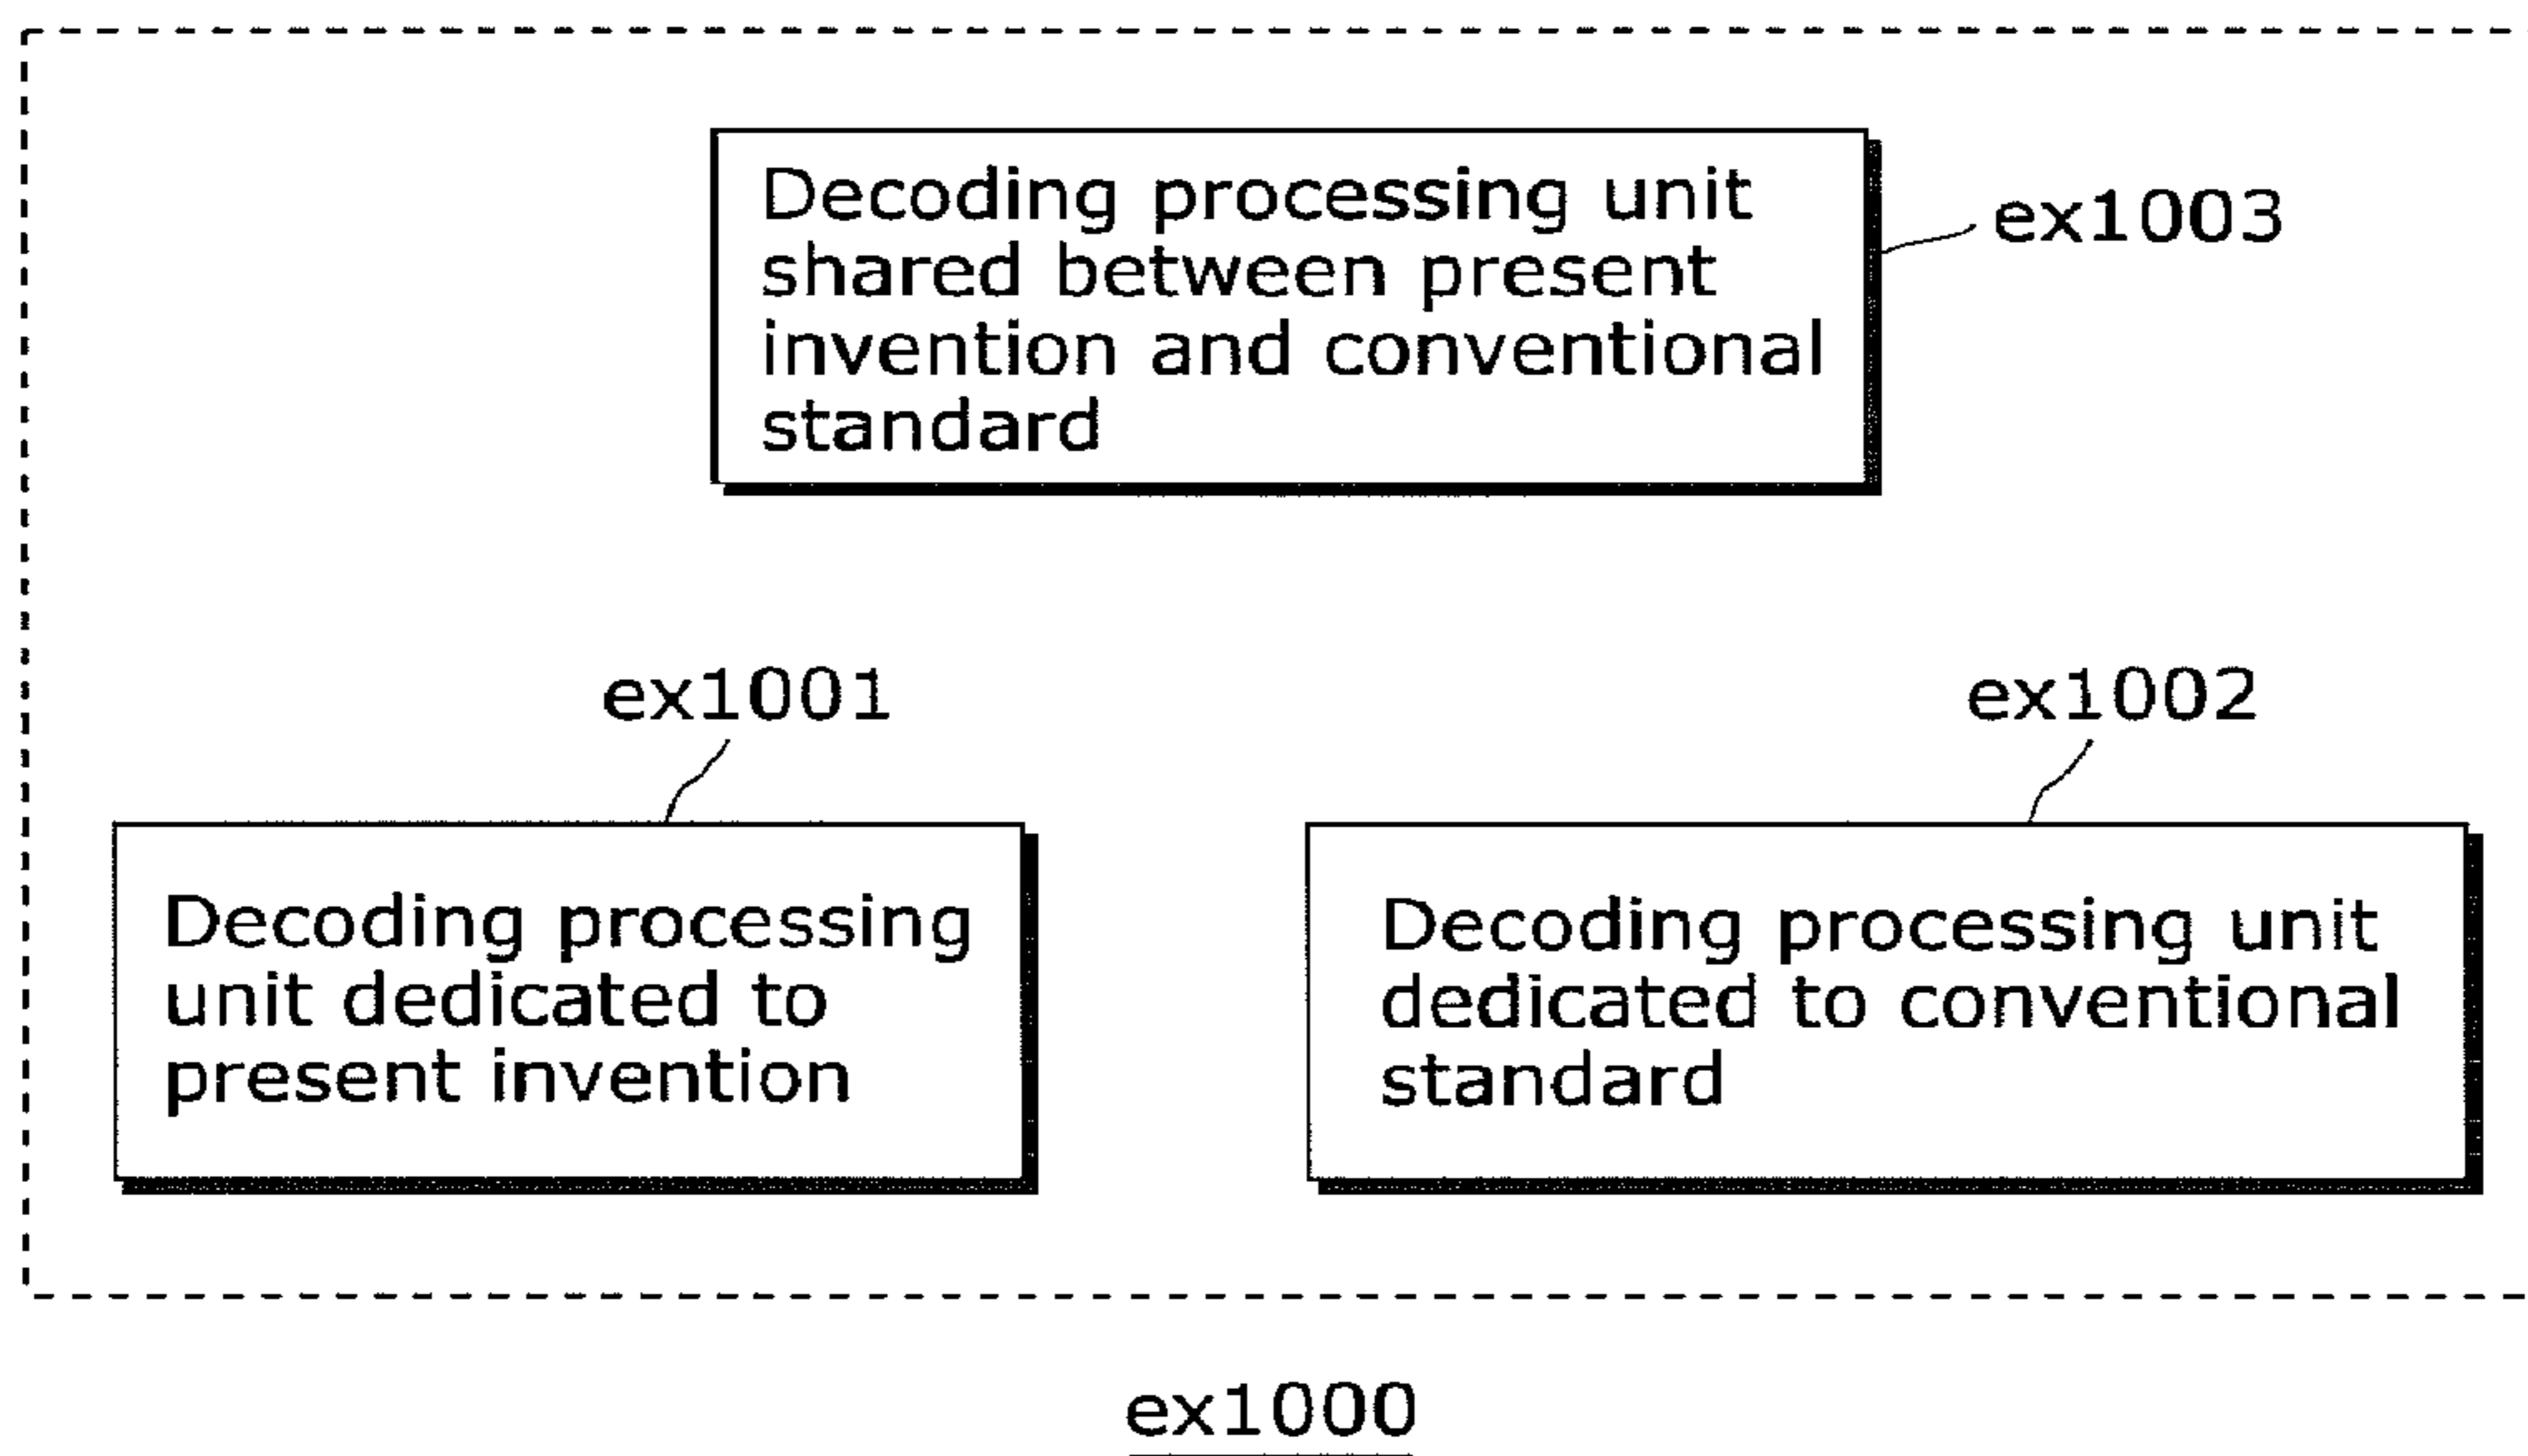 Decoding processing unit
shared between present
invention and conventional
standard
ex1003
ex1001
Decoding processing
unit dedicated to
present invention
ex1002
Decoding processing unit
dedicated to conventional
standard
ex1000